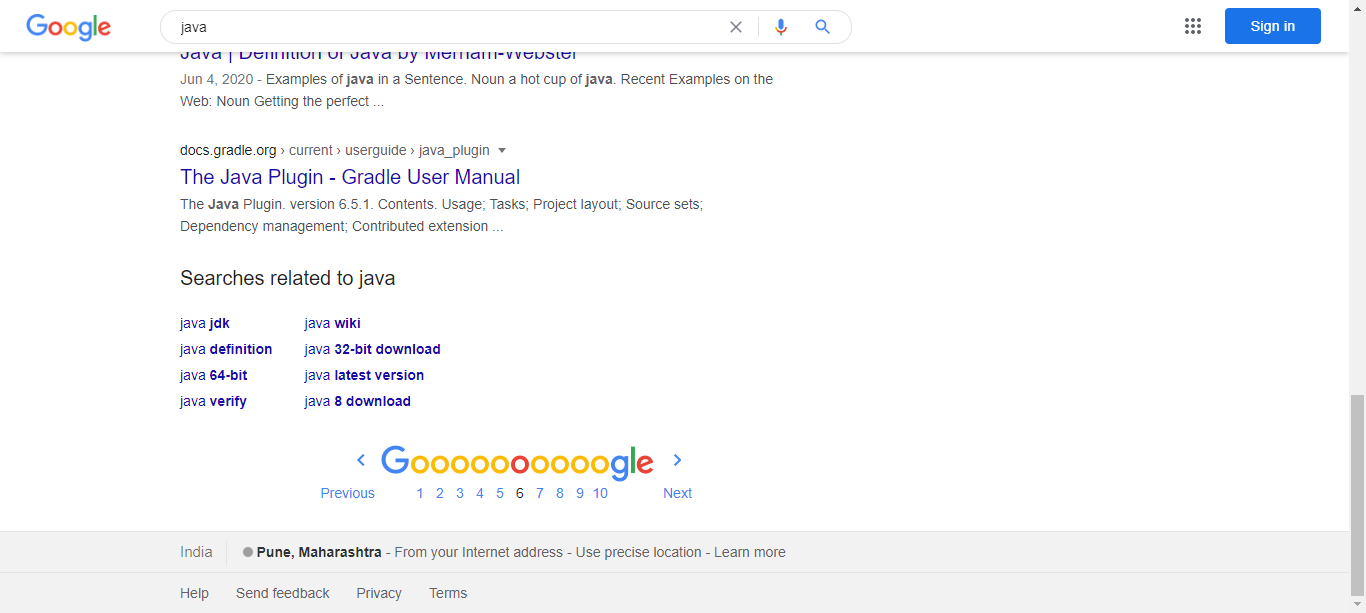 Google
java
Sign in
Java | Definition of Java by Merriam-Webster
Jun 4, 2020 - Examples of java in a Sentence. Noun a hot cup of java. Recent Examples on the
Web: Noun Getting the perfect ...
docs.gradle.org › current › userguide › java_plugin
The Java Plugin - Gradle User Manual
The Java Plugin. version 6.5.1. Contents. Usage; Tasks; Project layout; Source sets;
Dependency management; Contributed extension ...
Searches related to java
java jdk java wiki
java definition java 32-bit download
java 64-bit java latest version
java verify java 8 download
< Goooooooooogle >
Previous 1 2 3 4 5 6 7 8 9 10 Next
India Pune, Maharashtra - From your Internet address - Use precise location - Learn more
Help Send feedback Privacy Terms